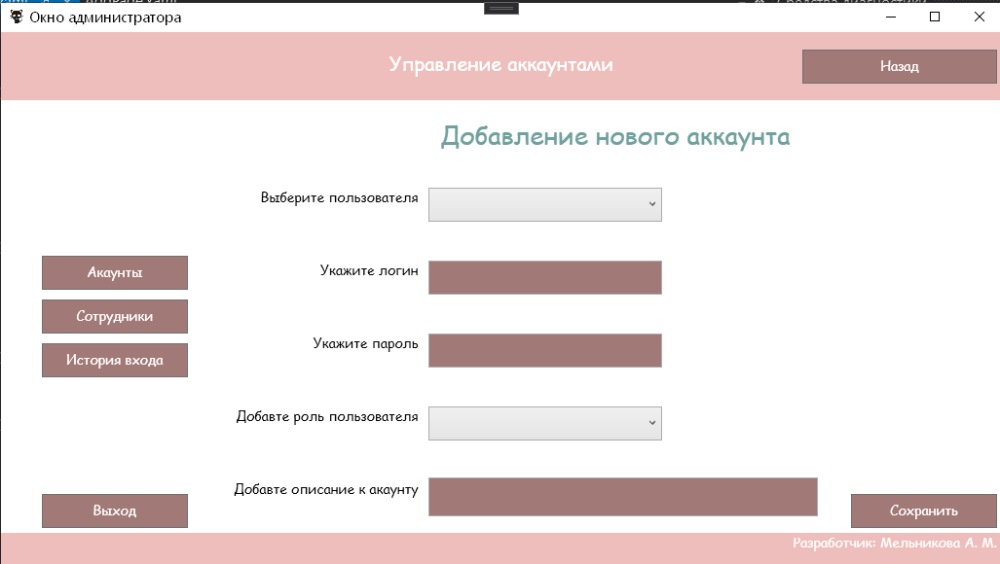 Окно администратора
Управление аккаунтами
Назад
Добавление нового аккаунта
Выберите пользователя
Акаунты
Укажите логин
Сотрудники
Укажите пароль
История входа
Добавте роль пользователя
Добавте описание к акаунту
Выход
Сохранить
Разработчик: Мельникова А. М.